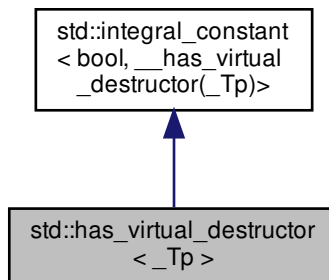 std::integral_constant
< bool, __has_virtual
_destructor(_Tp)>
std::has_virtual_destructor
< _Tp >